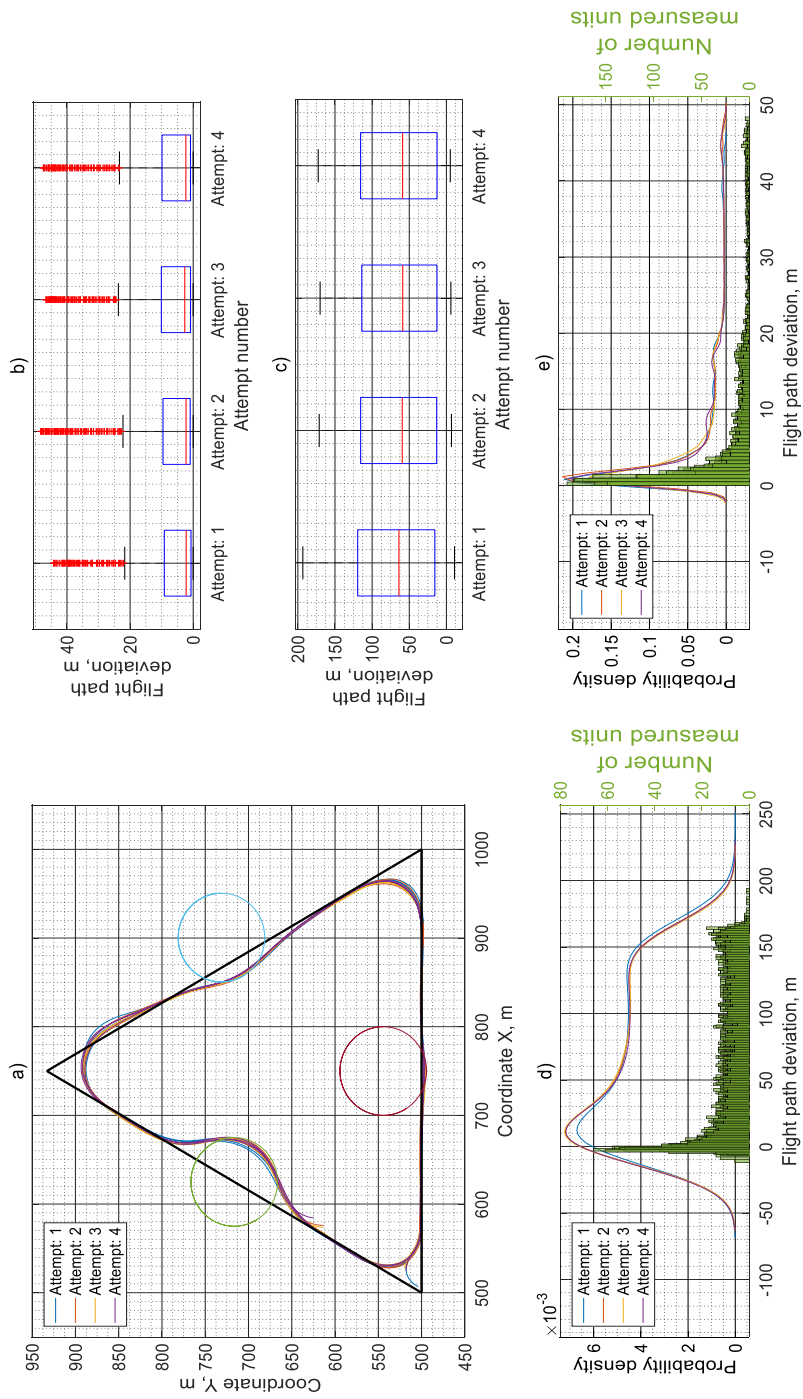 a)
Attempt: 1
Attempt: 2
Attempt: 3
Attempt: 4
950
900
850
800
750
700
650
600
550
500
450
Coordinate Y, m
500
600
700
800
900
1000
Coordinate X, m
b)
40
20
0
Flight path
deviation, m
Attempt: 1
Attempt: 2
Attempt: 3
Attempt: 4
Attempt number
c)
200
150
100
50
0
Flight path
deviation, m
Attempt: 1
Attempt: 2
Attempt: 3
Attempt: 4
Attempt number
d)
×10-3
Attempt: 1
Attempt: 2
Attempt: 3
Attempt: 4
6
4
2
0
Probability density
80
60
40
20
0
Number of
measured units
-100
-50
0
50
100
150
200
250
Flight path deviation, m
e)
Attempt: 1
Attempt: 2
Attempt: 3
Attempt: 4
0.2
0.15
0.1
0.05
0
Probability density
150
100
50
0
Number of
measured units
-10
0
10
20
30
40
50
Flight path deviation, m